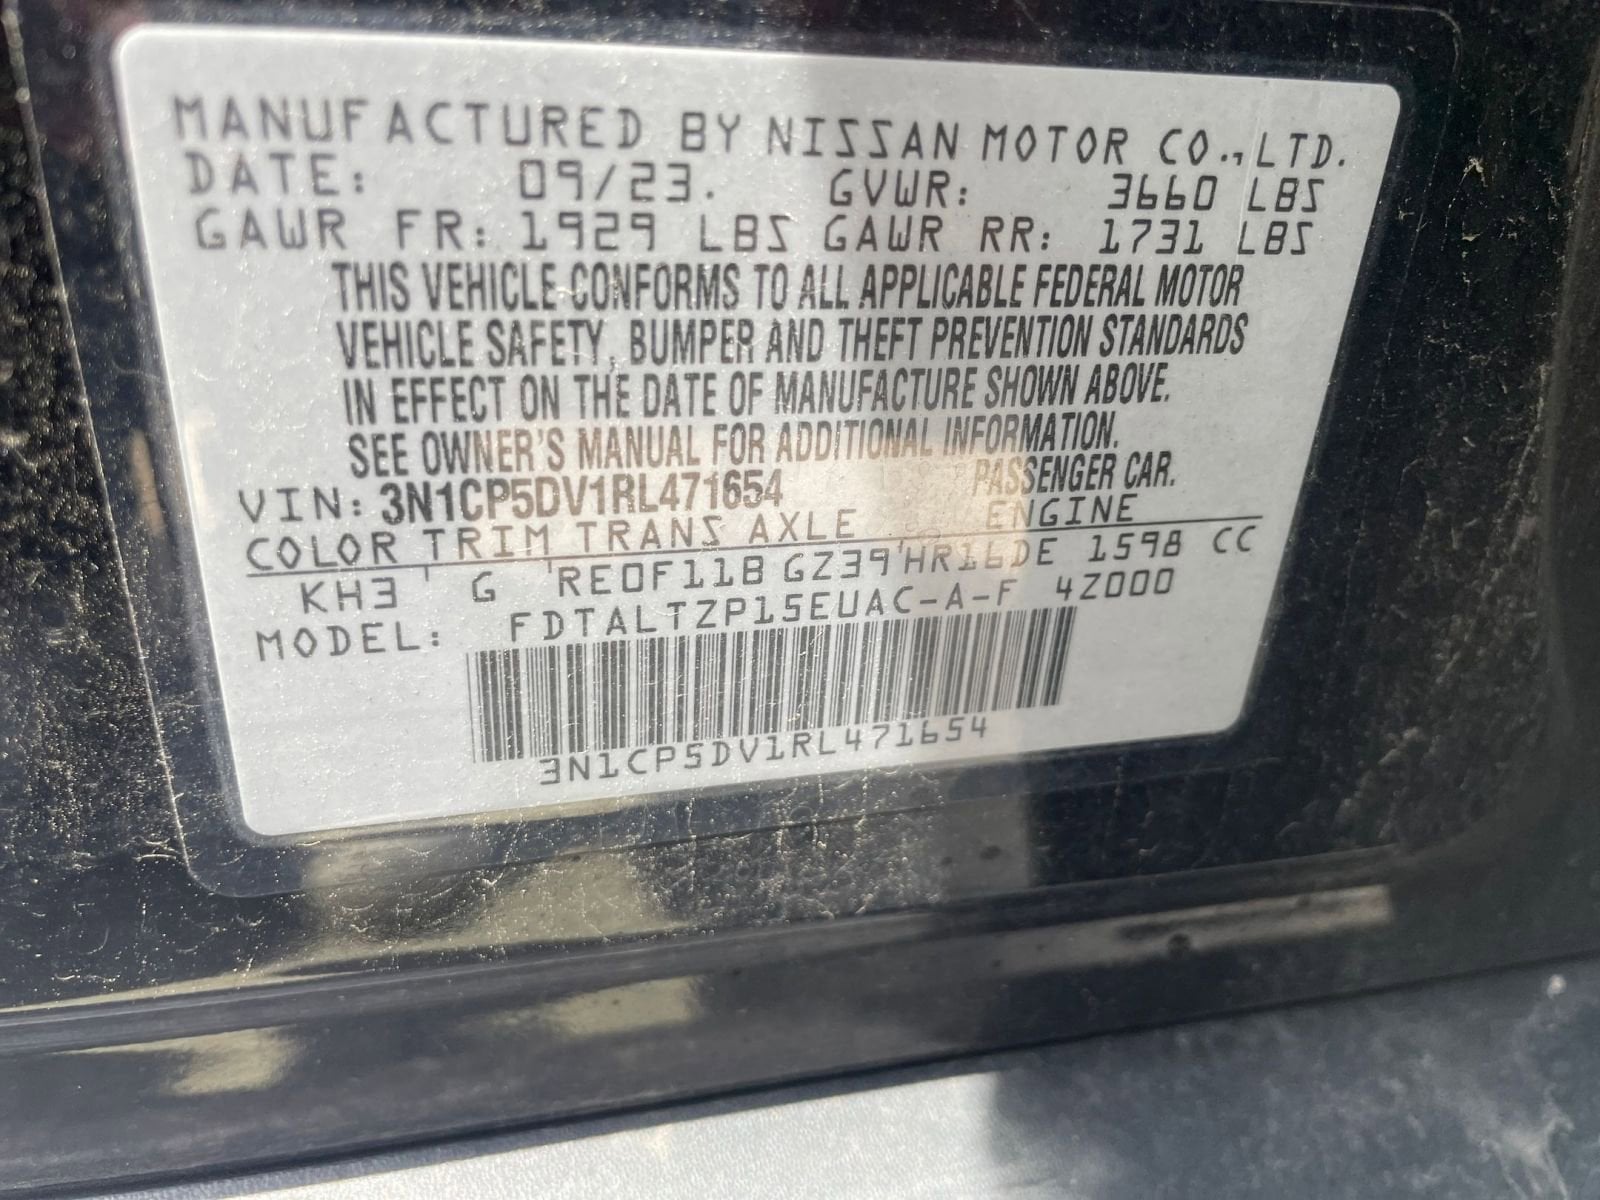 MANUFACTURED BY NISSAN MOTOR CO., LTD.
DATE: 09/23. GVWR: 3660 LBS
GAWR FR: 1929 LBS GAWR RR: 1731 LBS
THIS VEHICLE CONFORMS TO ALL APPLICABLE FEDERAL MOTOR
VEHICLE SAFETY, BUMPER AND THEFT PREVENTION STANDARDS
IN EFFECT ON THE DATE OF MANUFACTURE SHOWN ABOVE.
SEE OWNER'S MANUAL FOR ADDITIONAL INFORMATION.
VIN: 3N1CP5DV1RL471654 PASSENGER CAR.
COLOR TRIM TRANS AXLE ENGINE
KH3 ' G ' RE0F11B GZ39 ' HR16DE 1598 CC
MODEL: FDTALTZP15EUAC-A-F 4Z000
3N1CP5DV1RL471654